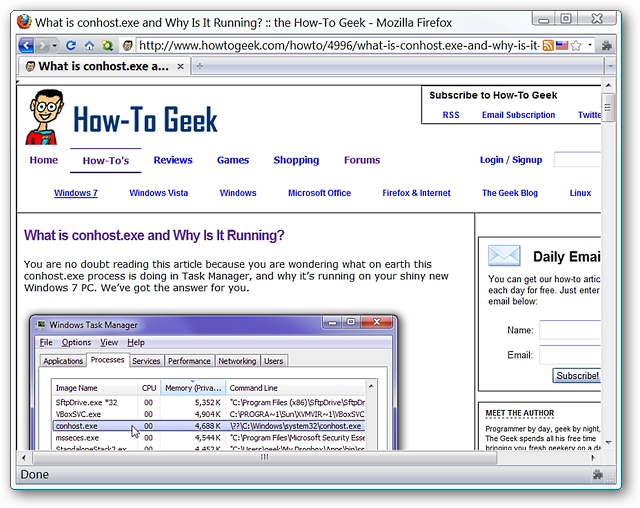 What is conhost.exe and Why Is It Running? :: the How-To Geek - Mozilla Firefox
http://www.howtogeek.com/howto/4996/what-is-conhost.exe-and-why-is-it-
What is conhost.exe a...
How-To Geek
Subscribe to How-To Geek
RSS Email Subscription Twitte
Home How-To's Reviews Games Shopping Forums Login / Signup
Windows 7 Windows Vista Windows Microsoft Office Firefox & Internet The Geek Blog Linux
What is conhost.exe and Why Is It Running?
You are no doubt reading this article because you are wondering what on earth this
conhost.exe process is doing in Task Manager, and why it's running on your shiny new
Windows 7 PC. We've got the answer for you.
Windows Task Manager
File Options View Help
Applications Processes Services Performance Networking Users
Image Name CPU Memory (Priva... Command Line
SftpDrive.exe *32 00 5,352 K "C:\Program Files (x86)\SftpDrive\SftpDrive
VBoxSVC.exe 00 4,904 K C:\PROGRA~1\Sun\XVMVIR~1\VBoxSVC
conhost.exe 00 4,688 K \??\C:\Windows\system32\conhost.exe
mseces.exe 00 4,544 K "C:\Program Files\Microsoft Security Esse
StandaloneStack2.ex 00 4,452 K "C:\Users\geek\My Dropbox\Apps\bin\
Daily Emai
You can get our how-to artic
each day for free. Just enter
email below:
Name:
Email:
Subscribe!
MEET THE AUTHOR
Programmer by day, geek by night,
The Geek spends all his free time
bringing you fresh geekery on a d
Done